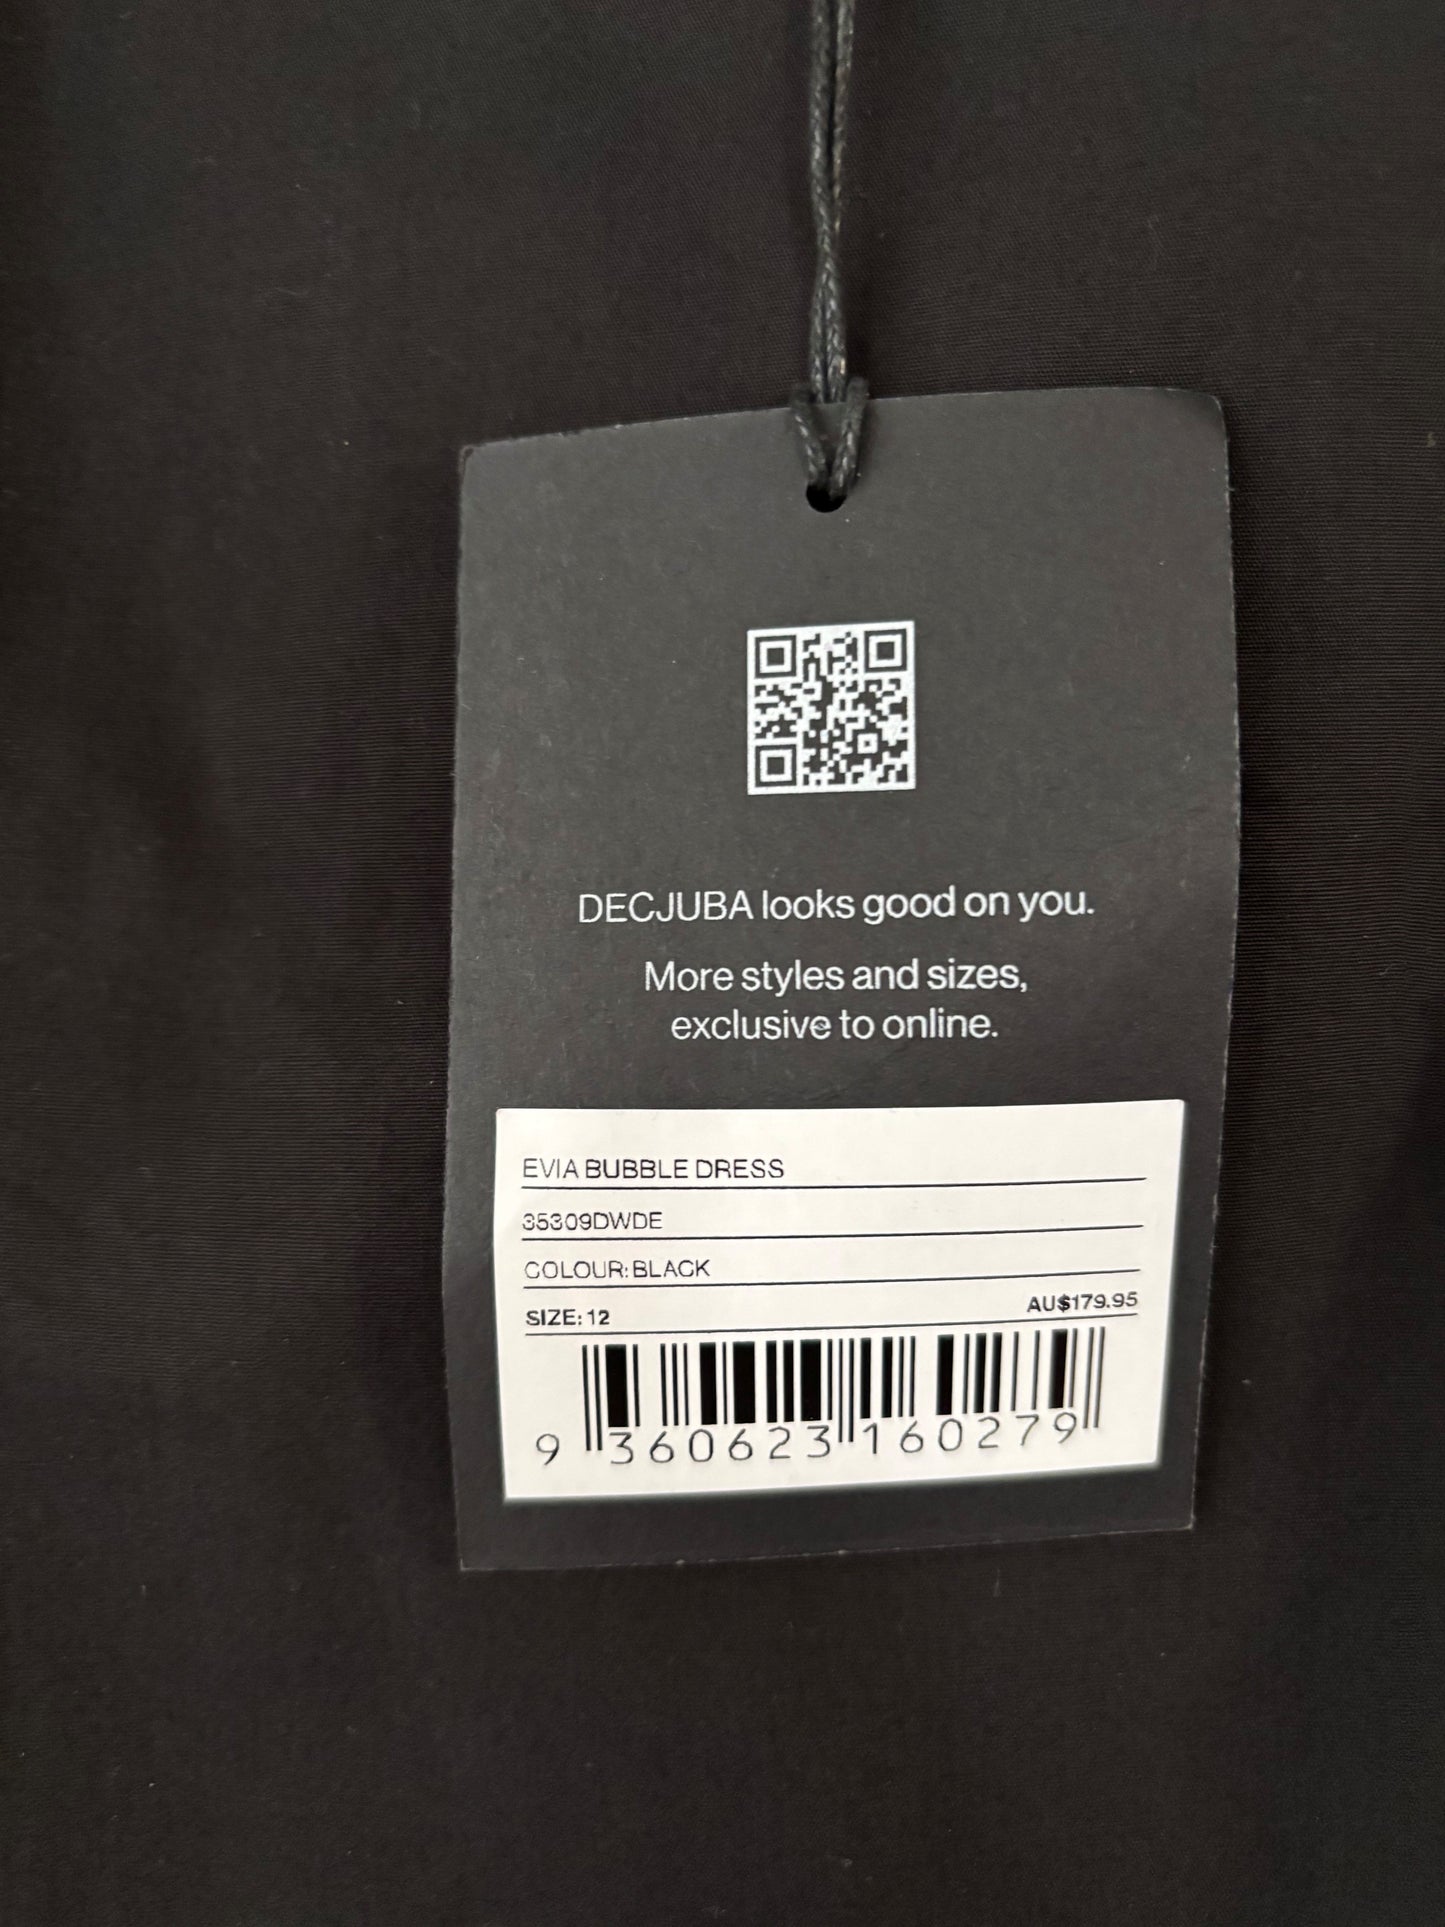 DECJUBA looks good on you.
More styles and sizes,
exclusive to online.
EVIA BUBBLE DRESS
35309DWDE
COLOUR: BLACK
SIZE: 12
AU$179.95
9 360623 160279